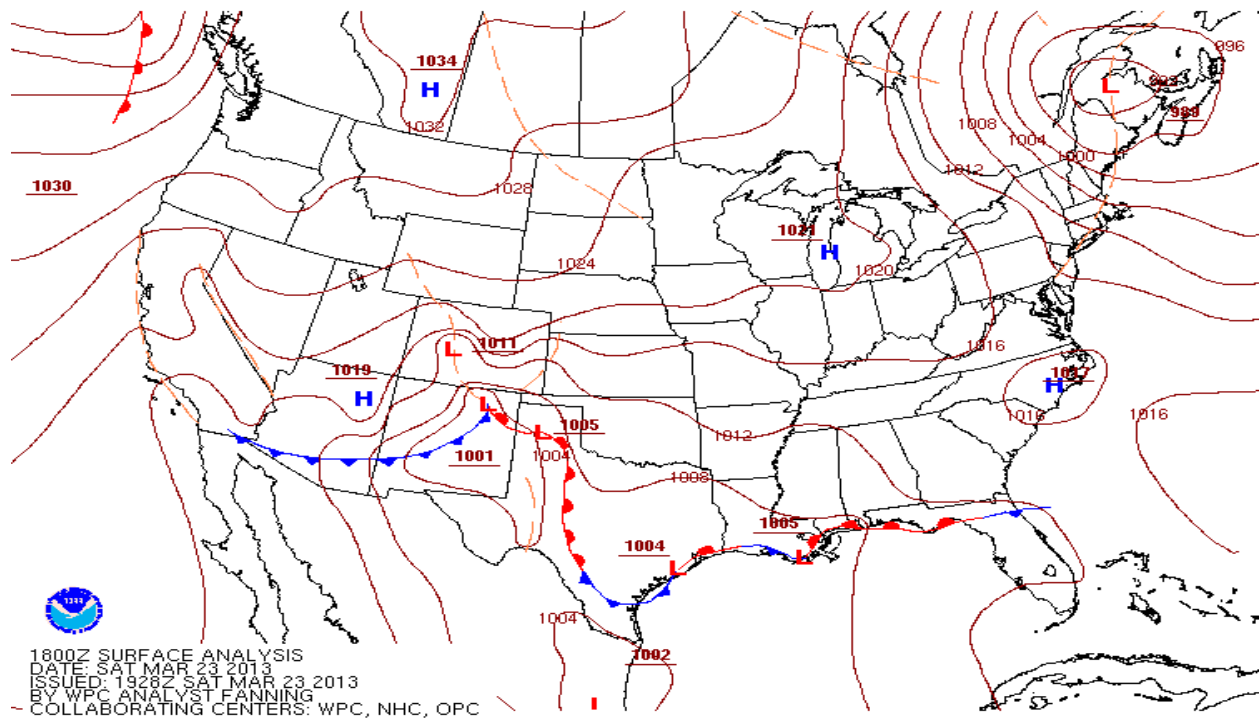 1034
H
1032
996
L
989
1008
1004
1000
1012
1030
1028
1021
H
1024
1020
1016
L
1011
1019
H
1017
H
1016
1016
L
L
1005
1004
1001
1012
1008
1005
1004
L
L
1004
1002
L
1800Z SURFACE ANALYSIS
DATE: SAT MAR 23 2013
ISSUED: 1928Z SAT MAR 23 2013
BY WPC ANALYST FANNING
COLLABORATING CENTERS: WPC, NHC, OPC